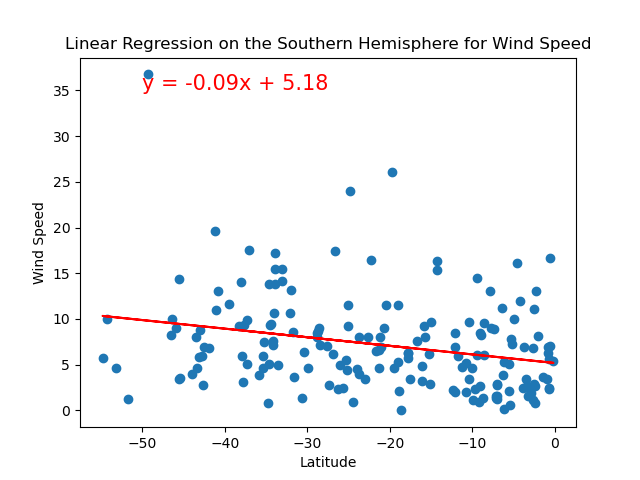 Linear Regression on the Southern Hemisphere for Wind Speed
y = -0.09x + 5.18
35
30
25
20
15
10
5
0
Wind Speed
−50 −40 −30 −20 −10 0
Latitude